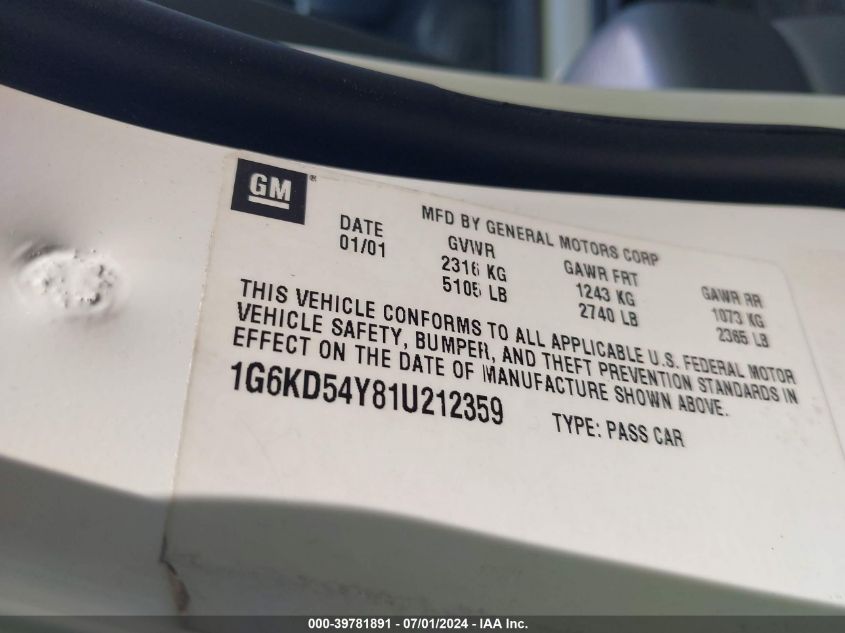 GM
MFD BY GENERAL MOTORS CORP
DATE GVWR GAWR FRT GAWR RR
01/01 2316 KG 1243 KG 1073 KG
5105 LB 2740 LB 2365 LB
THIS VEHICLE CONFORMS TO ALL APPLICABLE U.S. FEDERAL MOTOR
VEHICLE SAFETY, BUMPER, AND THEFT PREVENTION STANDARDS IN
EFFECT ON THE DATE OF MANUFACTURE SHOWN ABOVE.
1G6KD54Y81U212359 TYPE: PASS CAR
000-39781891 - 07/01/2024 - IAA Inc.